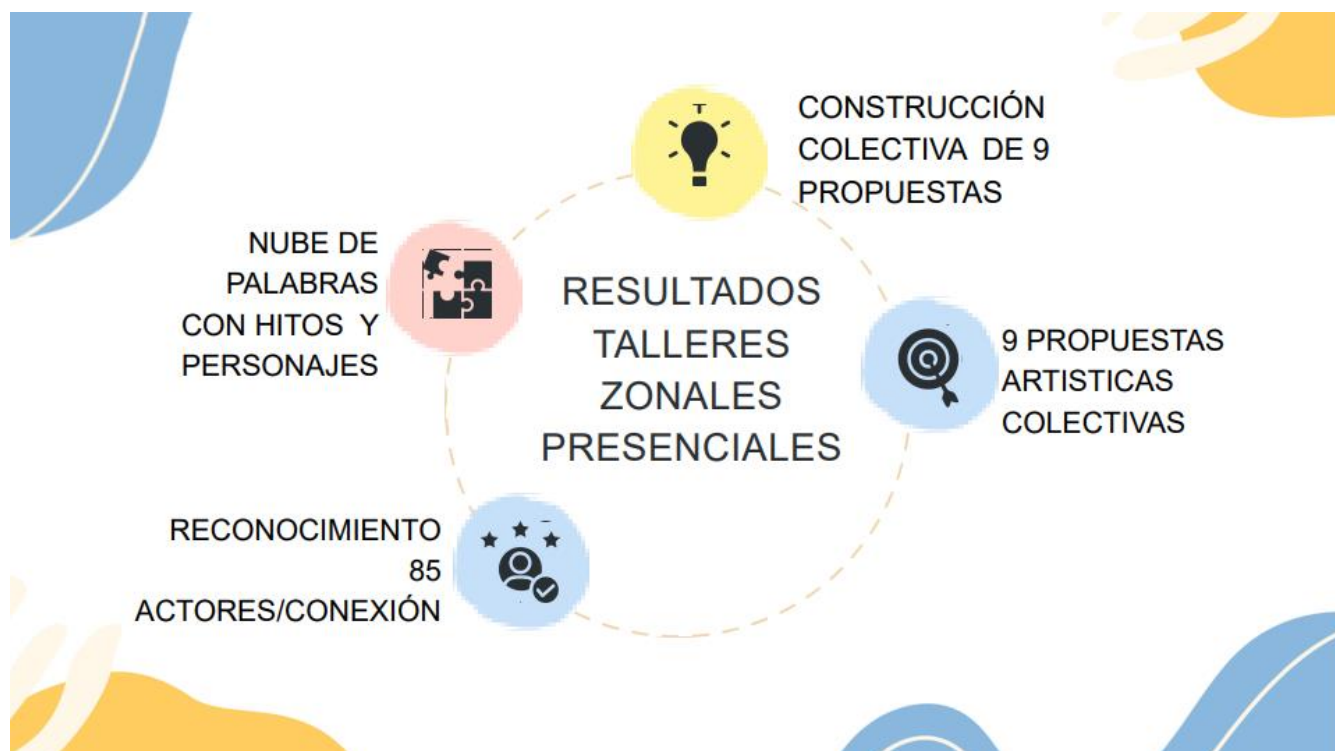 CONSTRUCCIÓN
COLECTIVA DE 9
PROPUESTAS
NUBE DE
PALABRAS
CON HITOS Y
PERSONAJES
RESULTADOS
TALLERES
ZONALES
PRESENCIALES
9 PROPUESTAS
ARTISTICAS
COLECTIVAS
RECONOCIMIENTO
85
ACTORES/CONEXIÓN